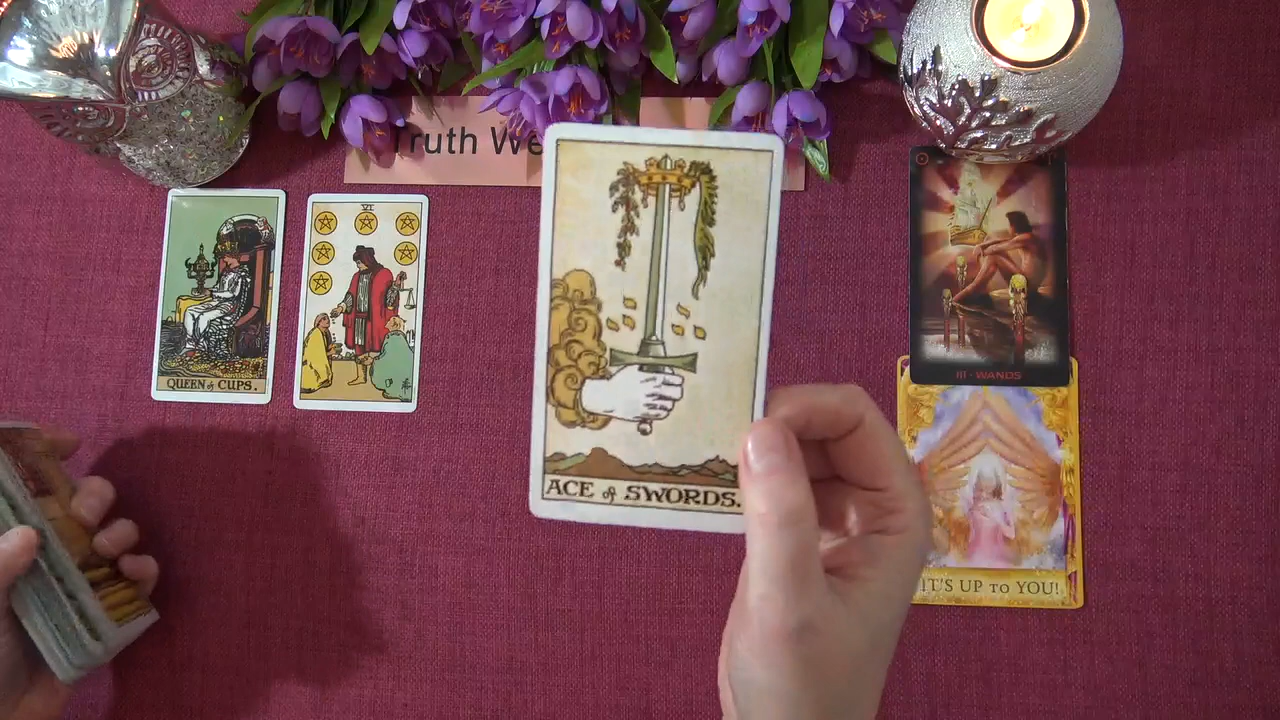 Truth We
QUEEN of CUPS.
VI
ACE of SWORDS.
III - WANDS
IT'S UP to YOU!